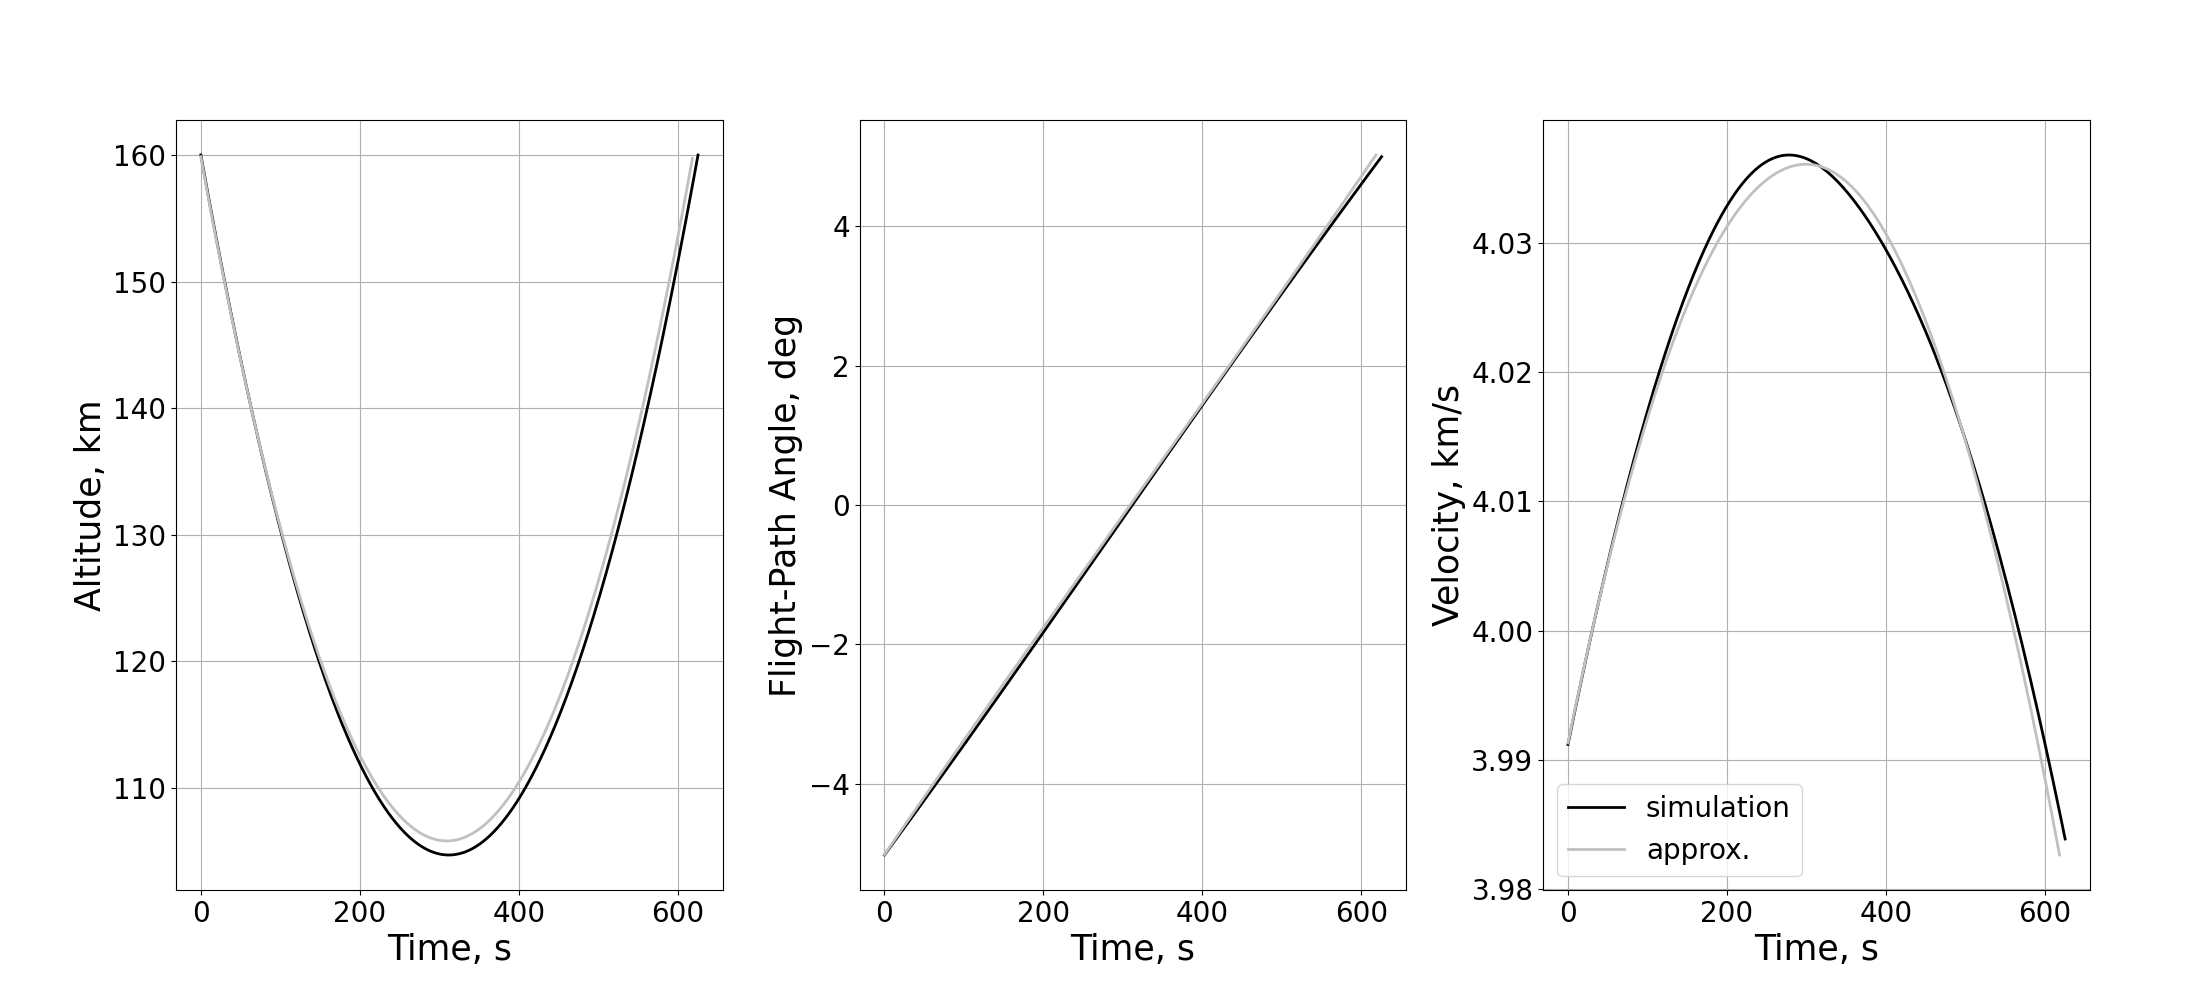 160
150
140
130
120
110
0 200 400 600
Altitude, km
Time, s
4
2
0
−2
−4
0 200 400 600
Flight-Path Angle, deg
Time, s
4.03
4.02
4.01
4.00
3.99
3.98
0 200 400 600
Velocity, km/s
Time, s
simulation
approx.